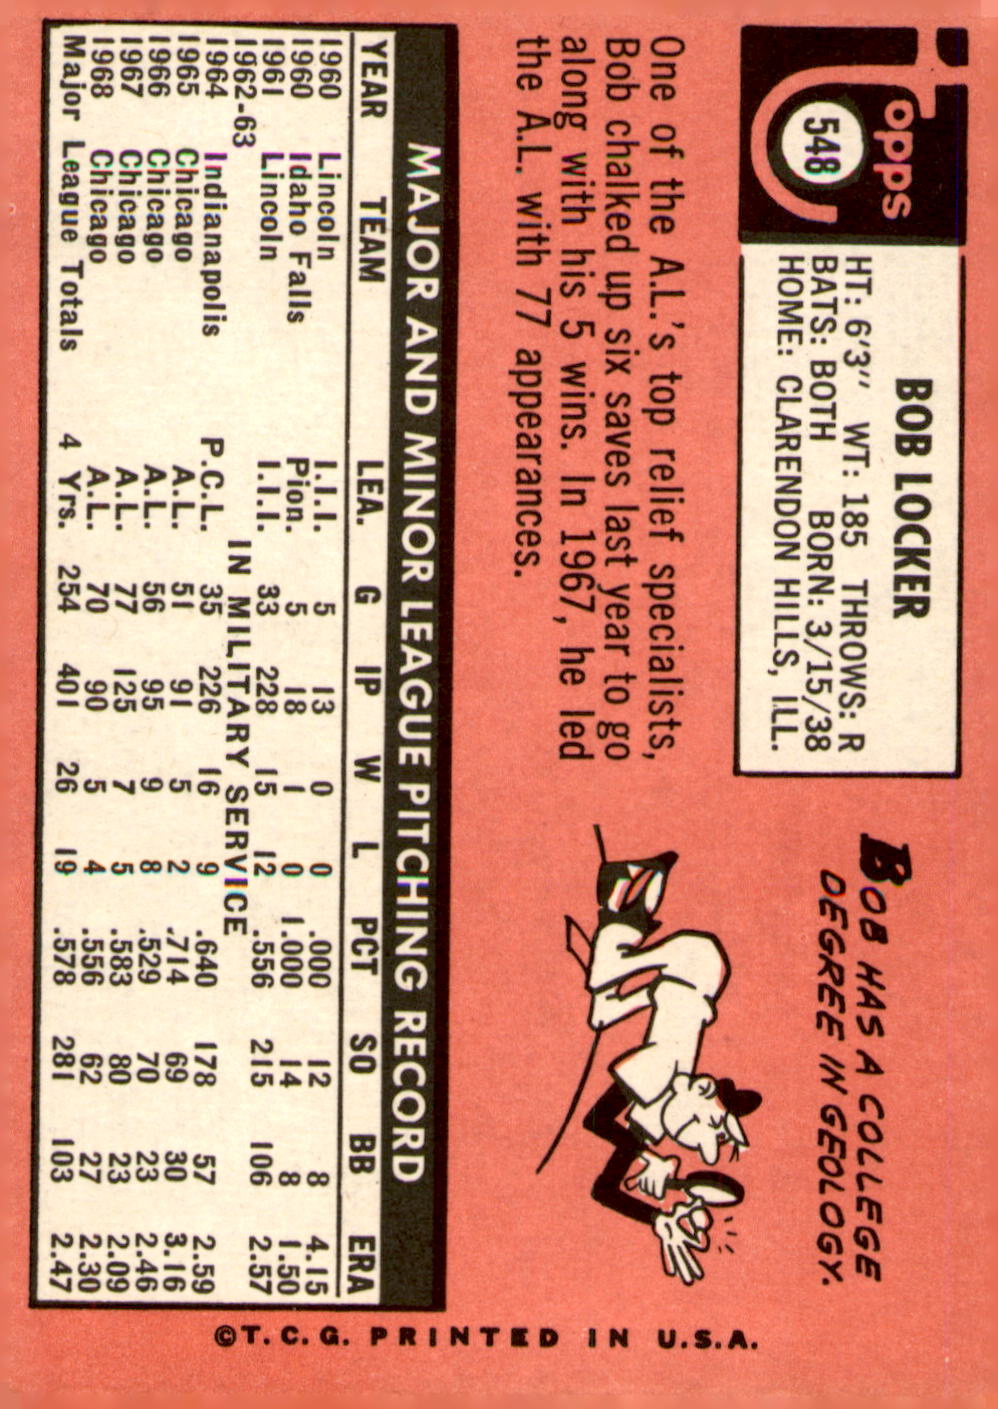 Topps
548
BOB LOCKER
HT: 6'3" WT: 185 THROWS: R
BATS: BOTH BORN: 3/15/38
HOME: CLARENDON HILLS, ILL.
BOB HAS A COLLEGE
DEGREE IN GEOLOGY.
One of the A.L.'s top relief specialists,
Bob chalked up six saves last year to go
along with his 5 wins. In 1967, he led
the A.L. with 77 appearances.
MAJOR AND MINOR LEAGUE PITCHING RECORD
YEAR TEAM LEA. G IP W L PCT SO BB ERA
1960 Lincoln I.I.I. 5 13 0 0 .000 12 8 4.15
1960 Idaho Falls Pion. 5 18 1 0 1.000 14 8 1.50
1961 Lincoln I.I.I. 33 228 15 12 .556 215 106 2.57
1962-63 IN MILITARY SERVICE
1964 Indianapolis P.C.L. 35 226 16 9 .640 178 57 2.59
1965 Chicago A.L. 51 91 5 2 .714 69 30 3.16
1966 Chicago A.L. 56 95 9 8 .529 70 23 2.46
1967 Chicago A.L. 77 125 7 5 .583 80 23 2.09
1968 Chicago A.L. 70 90 5 4 .556 62 27 2.30
Major League Totals 4 Yrs. 254 401 26 19 .578 281 103 2.47
©T.C.G. PRINTED IN U.S.A.